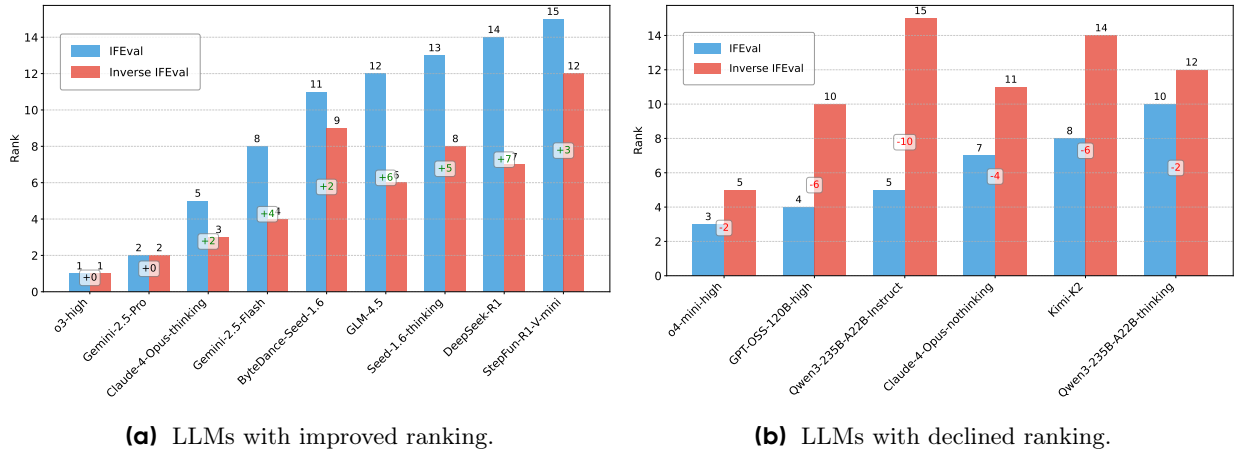 15
14
13
12
12
11
9
8
8
7
6
5
4
3
2
2
1
1
+0
+0
+2
+4
+2
+6
+5
+7
+3
IFEval
Inverse IFEval
Rank
14
12
10
8
6
4
2
0
o3-high
Gemini-2.5-Pro
Claude-4-Opus-thinking
Gemini-2.5-Flash
ByteDance-Seed-1.6
GLM-4.5
Seed-1.6-thinking
DeepSeek-R1
StepFun-R1-V-mini
(a) LLMs with improved ranking.
15
14
12
11
10
10
8
7
5
5
4
3
-2
-6
-10
-4
-6
-2
IFEval
Inverse IFEval
Rank
14
12
10
8
6
4
2
0
o4-mini-high
GPT-OSS-120B-high
Qwen3-235B-A22B-Instruct
Claude-4-Opus-nothinking
Kimi-K2
Qwen3-235B-A22B-thinking
(b) LLMs with declined ranking.